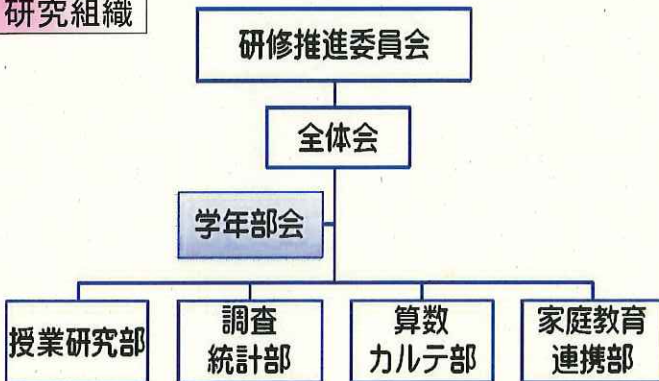 研究組織
研修推進委員会
全体会
学年部会
授業研究部
調査
統計部
算数
カルテ部
家庭教育
連携部